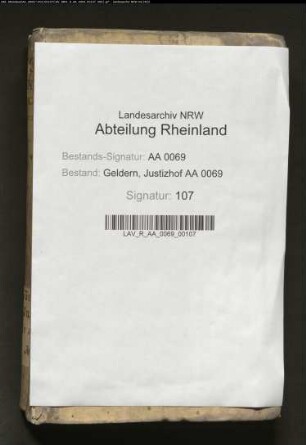 Landesarchiv NRW
Abteilung Rheinland
Bestands-Signatur: AA 0069
Bestand: Geldern, Justizhof AA 0069
Signatur: 107
LAV_R_AA_0069_00107